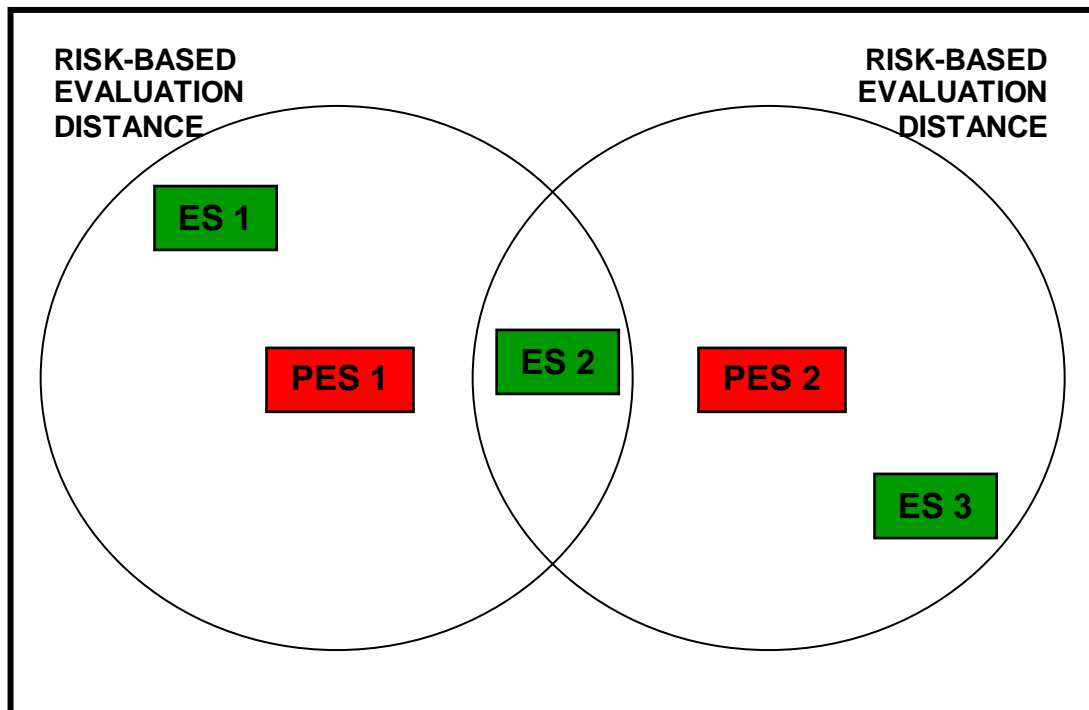 RISK-BASED
EVALUATION
DISTANCE
RISK-BASED
EVALUATION
DISTANCE
ES 1
PES 1
ES 2
PES 2
ES 3